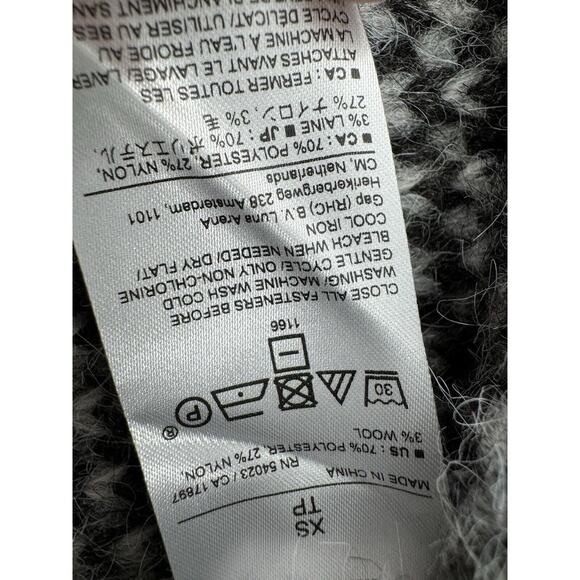 XS
TP
MADE IN CHINA
RN 54023 / CA 17897
■ US : 70% POLYESTER, 27% NYLON,
3% WOOL
30
P
®
1166
CLOSE ALL FASTENERS BEFORE
WASHING/ MACHINE WASH COLD
GENTLE CYCLE/ ONLY NON-CHLORINE
BLEACH WHEN NEEDED/ DRY FLAT/
COOL IRON
Gap (RHC) B.V. Luna ArenA
Herikerbergweg 238 Amsterdam, 1101
CM, Netherlands
■ CA : 70% POLYESTER, 27% NYLON,
3% LAINE ■ JP : 70% ポリエステル,
27% ナイロン, 3% 毛
■ CA : FERMER TOUTES LES
ATTACHES AVANT LE LAVAGE/ LAVER
LA MACHINE À L'EAU FROIDE AU
CYCLE DÉLICAT/ UTILISER AU BES
DE BLANCHIMENT SAN